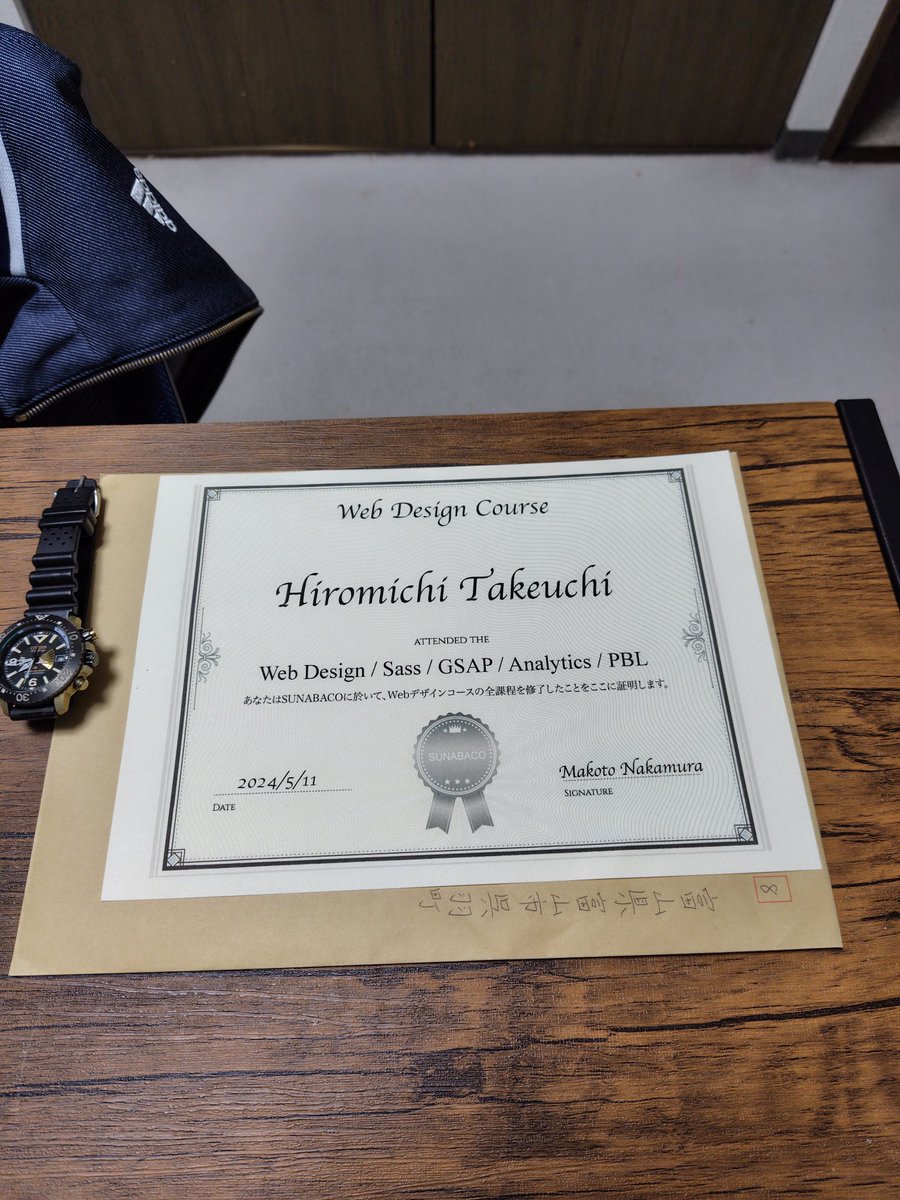 adidas
Web Design Course
Hiromichi Takeuchi
ATTENDED THE
Web Design / Sass / GSAP / Analytics / PBL
あなたはSUNABACOに於いて、Webデザインコースの全課程を修了したことをここに証明します。
SUNABACO
2024/5/11
DATE
Makoto Nakamura
SIGNATURE
富山県富山市呉羽町
8